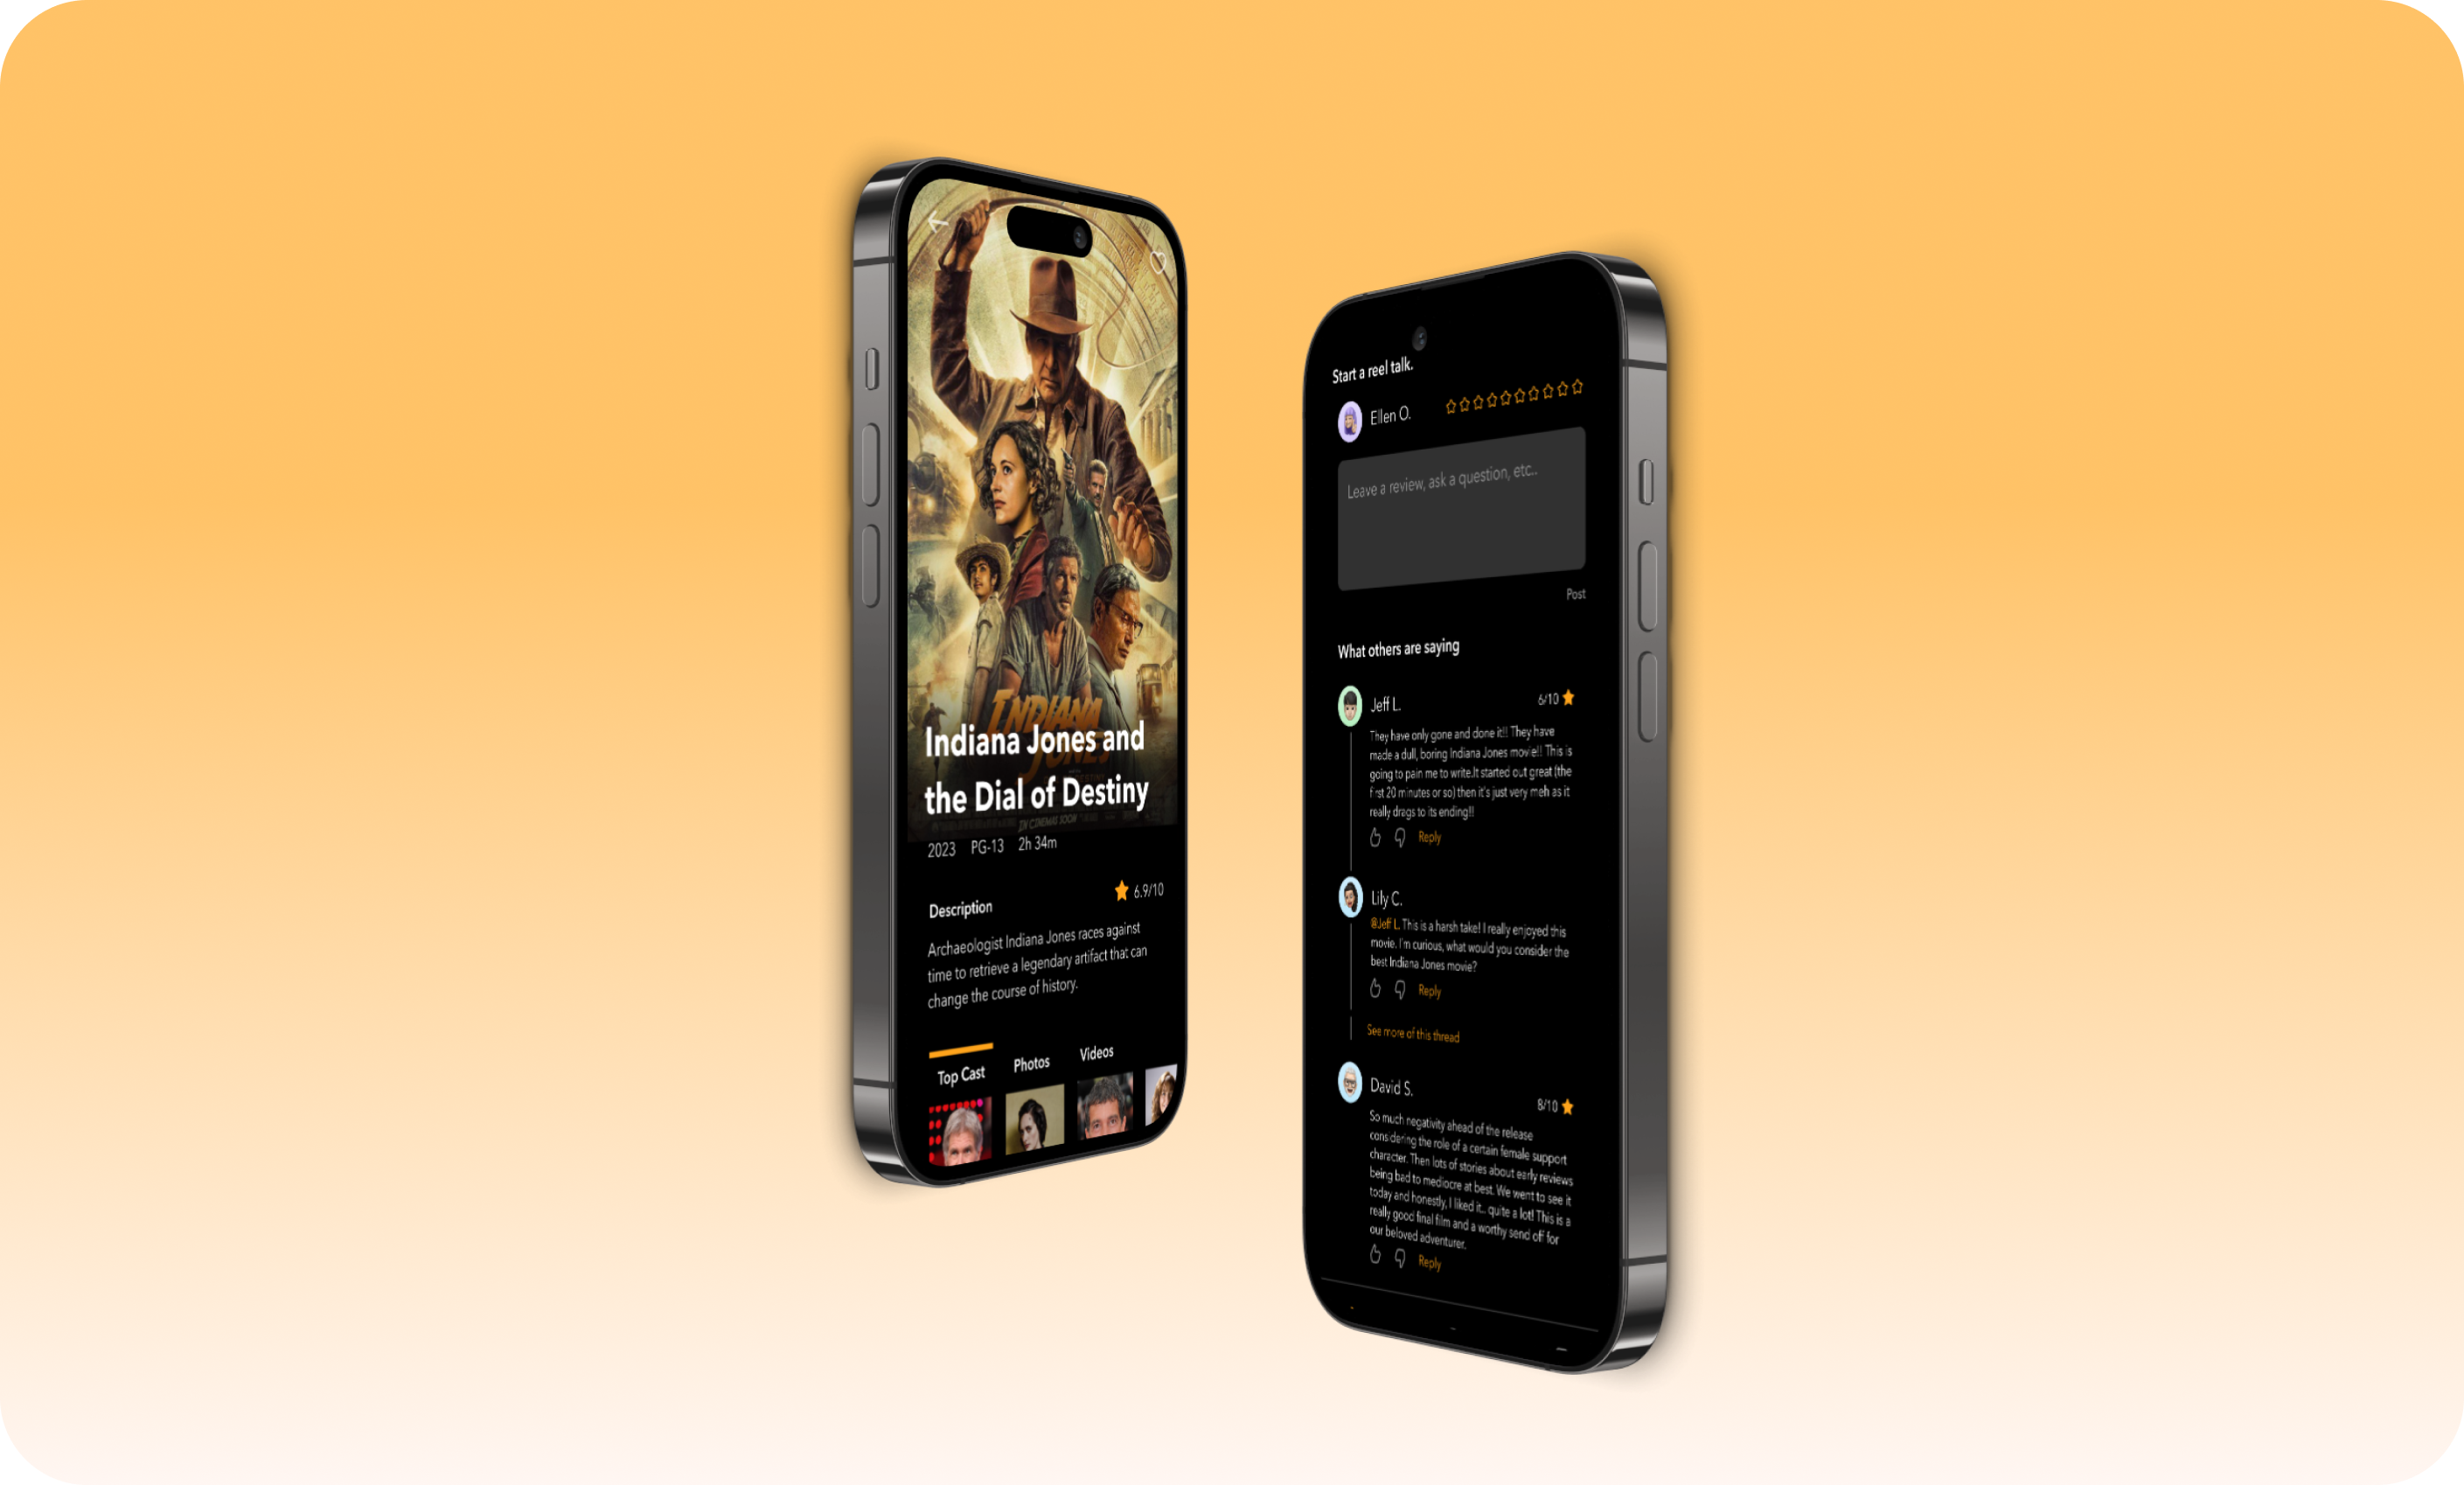 INDIANA
JONES
Indiana Jones and
the Dial of Destiny
IN CINEMAS SOON
2023 PG-13 2h 34m
6.9/10
Description
Archaeologist Indiana Jones races against
time to retrieve a legendary artifact that can
change the course of history.
Top Cast Photos Videos
Start a reel talk.
Ellen O.
Leave a review, ask a question, etc..
Post
What others are saying
Jeff L. 6/10
They have only gone and done it!! They have
made a dull, boring Indiana Jones movie!! This is
going to pain me to write.It started out great (the
first 20 minutes or so) then it's just very meh as it
really drags to its ending!!
Reply
Lily C.
@Jeff L. This is a harsh take! I really enjoyed this
movie. I'm curious, what would you consider the
best Indiana Jones movie?
Reply
See more of this thread
David S.
8/10
So much negativity ahead of the release
considering the role of a certain female support
character. Then lots of stories about early reviews
being bad to mediocre at best. We went to see it
today and honestly, I liked it.. quite a lot! This is a
really good final film and a worthy send off for
our beloved adventurer.
Reply